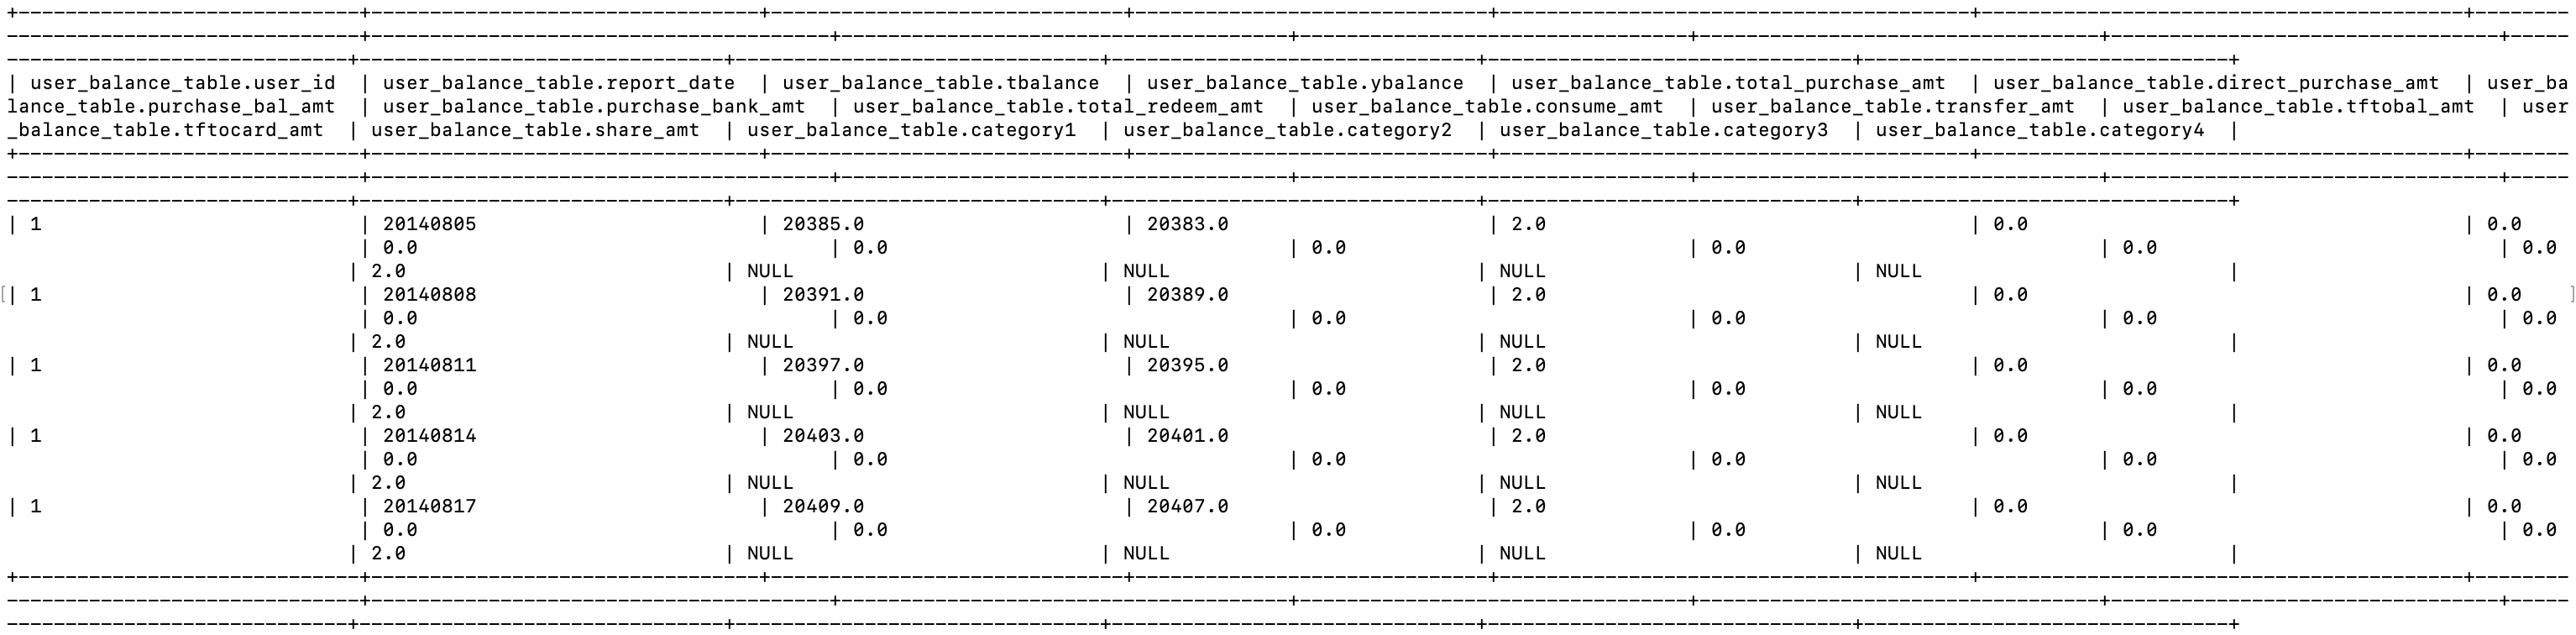 | user_balance_table.user_id | user_balance_table.report_date | user_balance_table.tbalance | user_balance_table.ybalance | user_balance_table.total_purchase_amt | user_balance_table.direct_purchase_amt | user_ba
lance_table.purchase_bal_amt | user_balance_table.purchase_bank_amt | user_balance_table.total_redeem_amt | user_balance_table.consume_amt | user_balance_table.transfer_amt | user_balance_table.tftobal_amt | user
_balance_table.tftocard_amt | user_balance_table.share_amt | user_balance_table.category1 | user_balance_table.category2 | user_balance_table.category3 | user_balance_table.category4 |
| 1 | 20140805 | 20385.0 | 20383.0 | 2.0 | 0.0 | 0.0
| 0.0 | 0.0 | 0.0 | 0.0 | 0.0 | 0.0
| 2.0 | NULL | NULL | NULL | NULL |
[| 1 | 20140808 | 20391.0 | 20389.0 | 2.0 | 0.0 | 0.0 ]
| 0.0 | 0.0 | 0.0 | 0.0 | 0.0 | 0.0
| 2.0 | NULL | NULL | NULL | NULL |
| 1 | 20140811 | 20397.0 | 20395.0 | 2.0 | 0.0 | 0.0
| 0.0 | 0.0 | 0.0 | 0.0 | 0.0 | 0.0
| 2.0 | NULL | NULL | NULL | NULL |
| 1 | 20140814 | 20403.0 | 20401.0 | 2.0 | 0.0 | 0.0
| 0.0 | 0.0 | 0.0 | 0.0 | 0.0 | 0.0
| 2.0 | NULL | NULL | NULL | NULL |
| 1 | 20140817 | 20409.0 | 20407.0 | 2.0 | 0.0 | 0.0
| 0.0 | 0.0 | 0.0 | 0.0 | 0.0 | 0.0
| 2.0 | NULL | NULL | NULL | NULL |